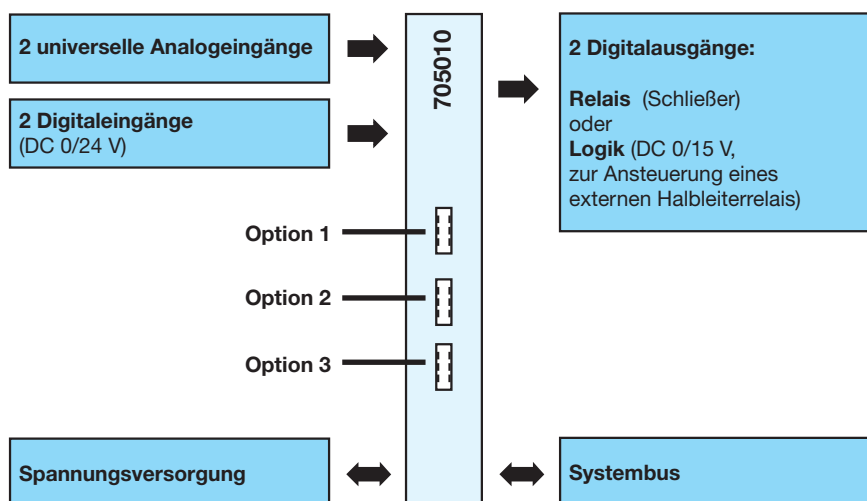 2 universelle Analogeingänge
2 Digitaleingänge
(DC 0/24 V)
705010
2 Digitalausgänge:
Relais (Schließer)
oder
Logik (DC 0/15 V,
zur Ansteuerung eines
externen Halbleiterrelais)
Option 1
Option 2
Option 3
Spannungsversorgung
Systembus